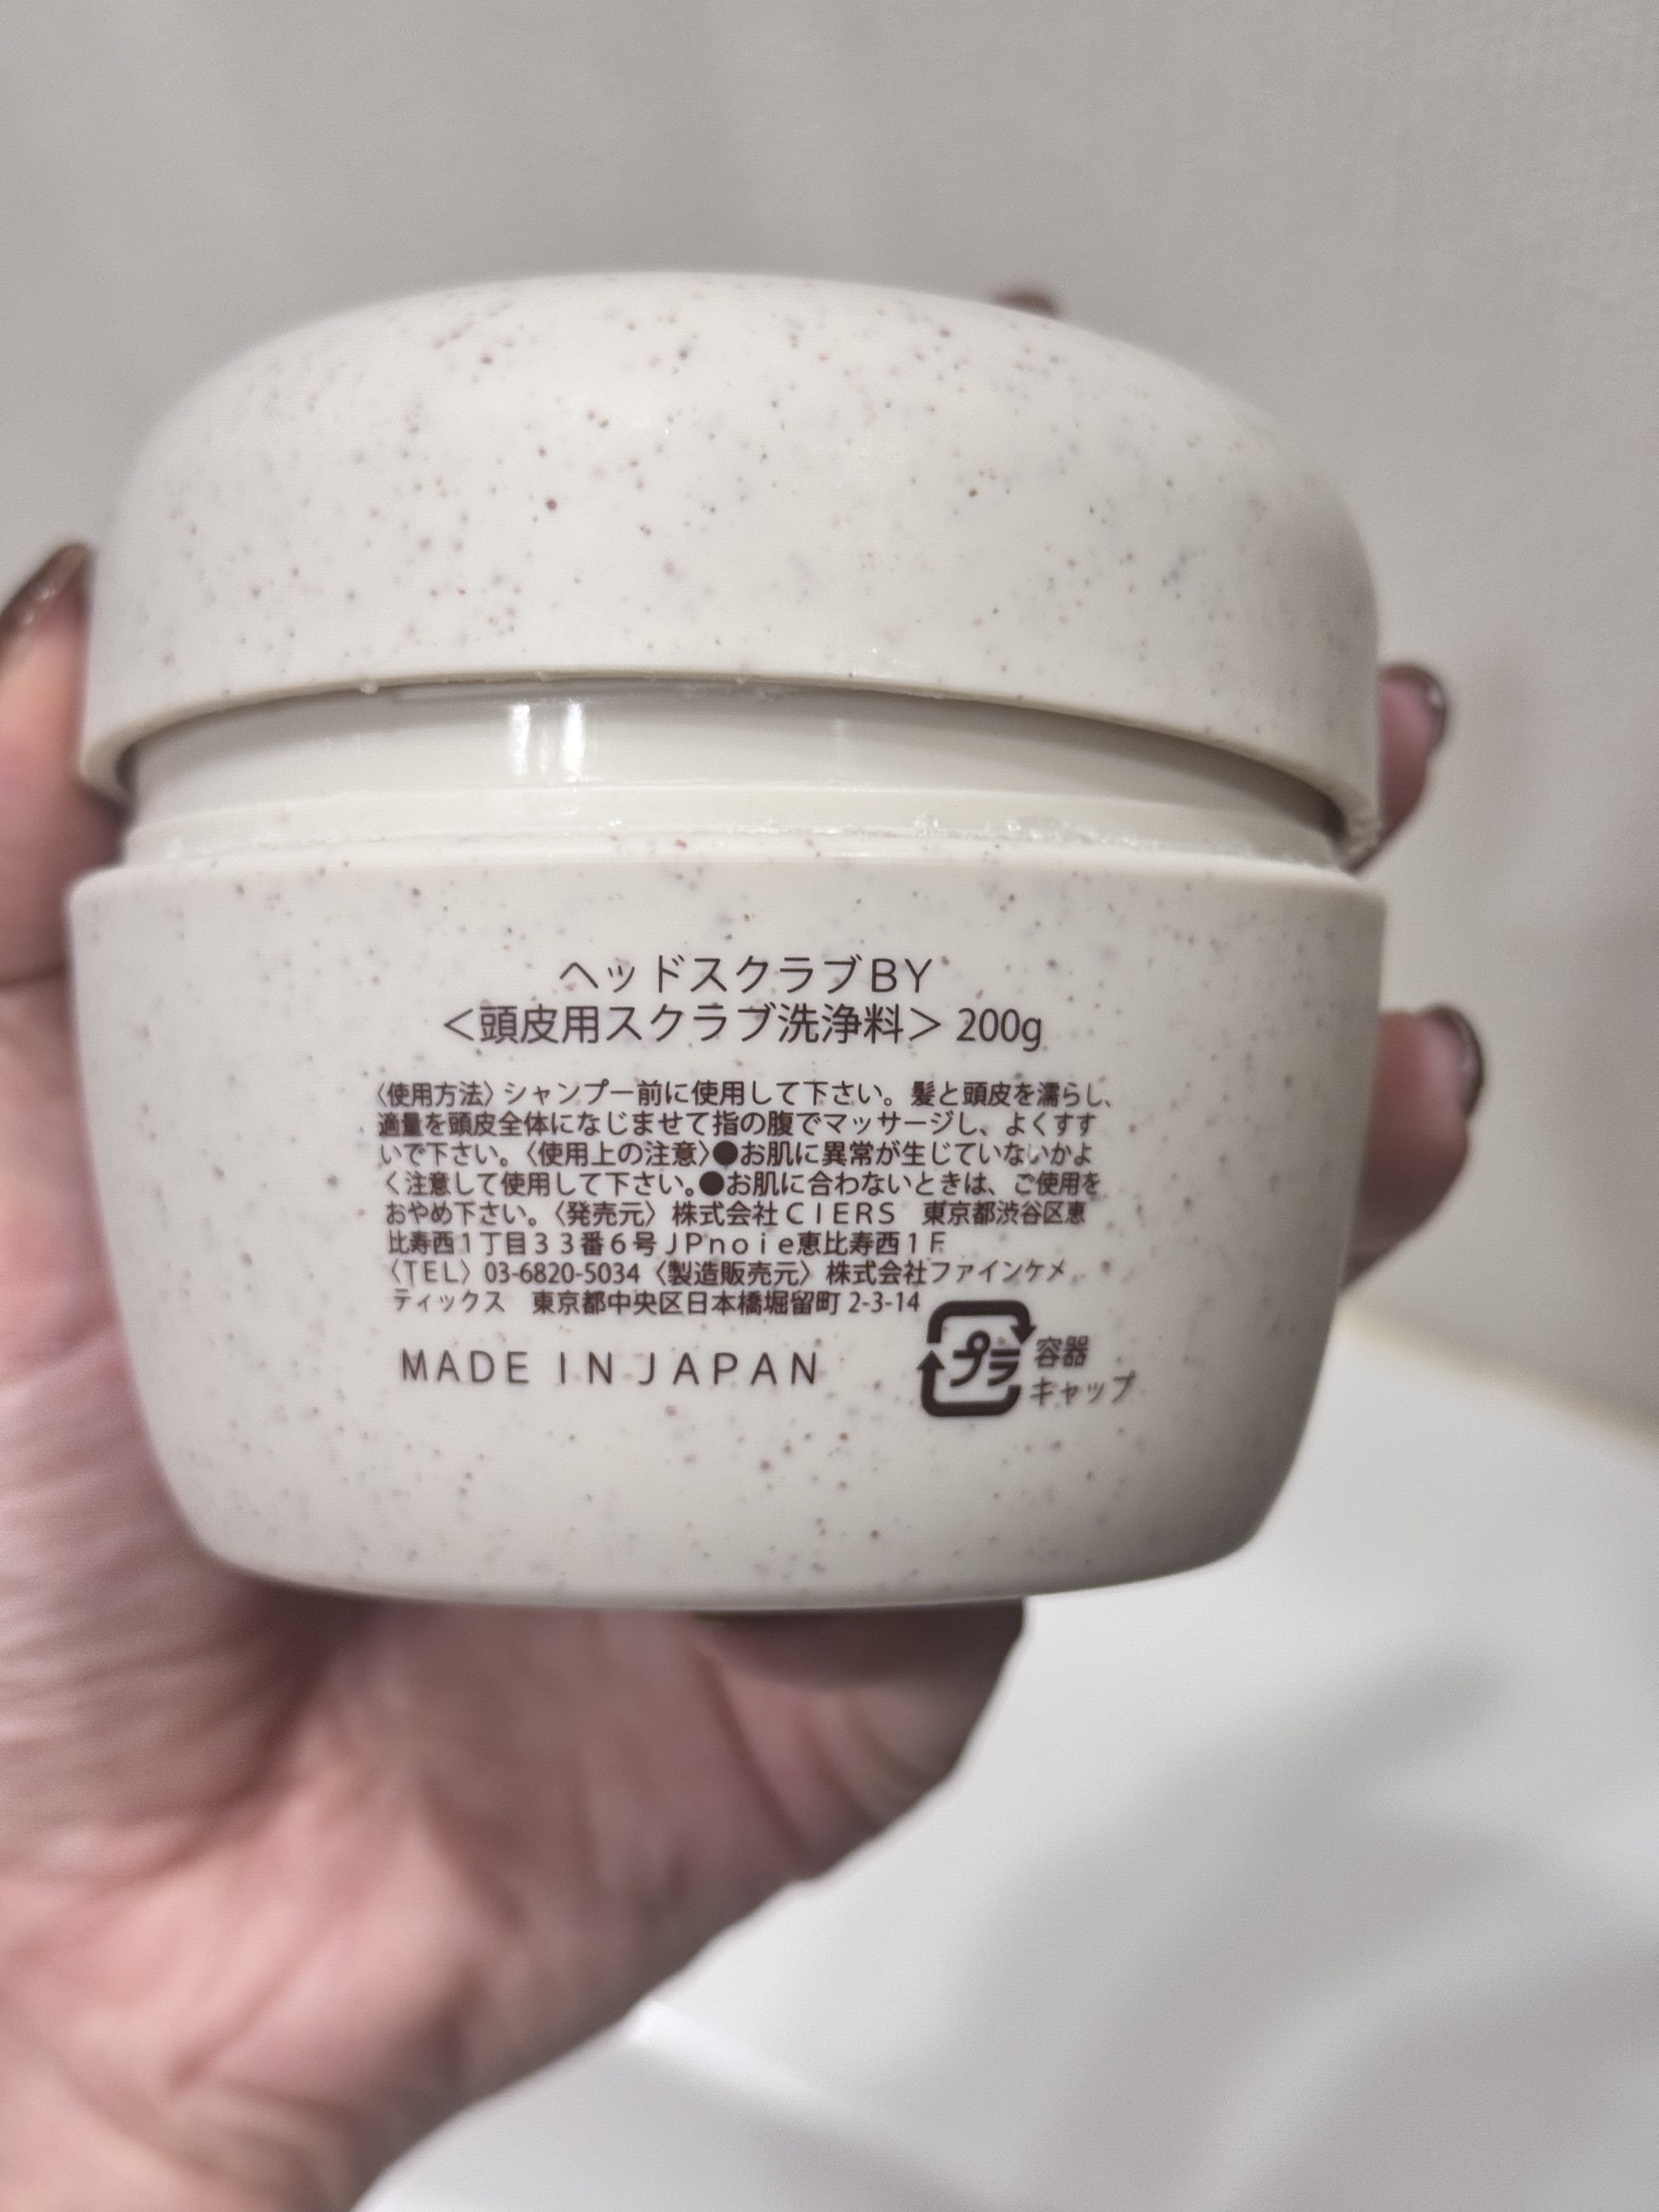 ヘッドスクラブBY
＜頭皮用スクラブ洗浄料＞ 200g
〈使用方法〉シャンプー前に使用して下さい。髪と頭皮を濡らし、
適量を頭皮全体になじませて指の腹でマッサージし、よくすす
いで下さい。〈使用上の注意〉●お肌に異常が生じていないかよ
く注意して使用して下さい。●お肌に合わないときは、ご使用を
おやめ下さい。〈発売元〉株式会社ＣＩＥＲＳ　東京都渋谷区恵
比寿西１丁目３３番６号ＪＰｎｏｉｅ恵比寿西１Ｆ
〈TEL〉03-6820-5034〈製造販売元〉株式会社ファインケメ
ティックス　東京都中央区日本橋堀留町 2-3-14
MADE IN JAPAN
プラ 容器
キャップ